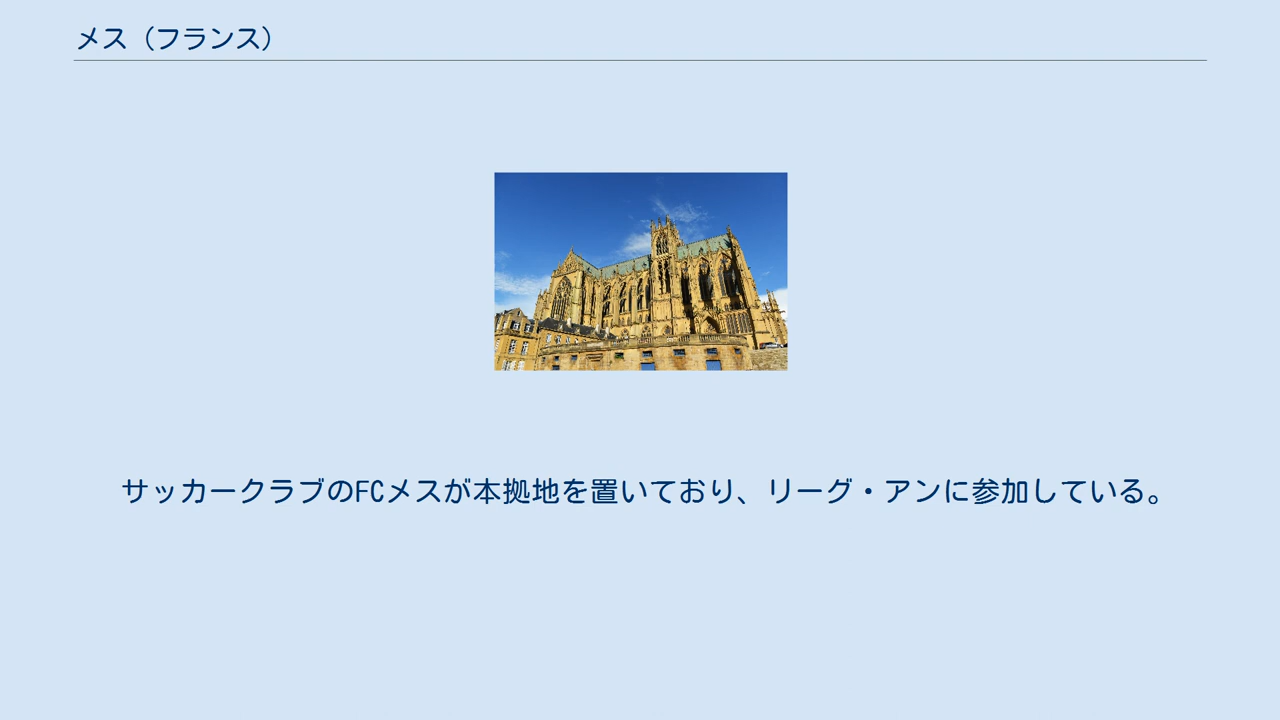 メス（フランス）
サッカークラブのFCメスが本拠地を置いており、リーグ・アンに参加している。